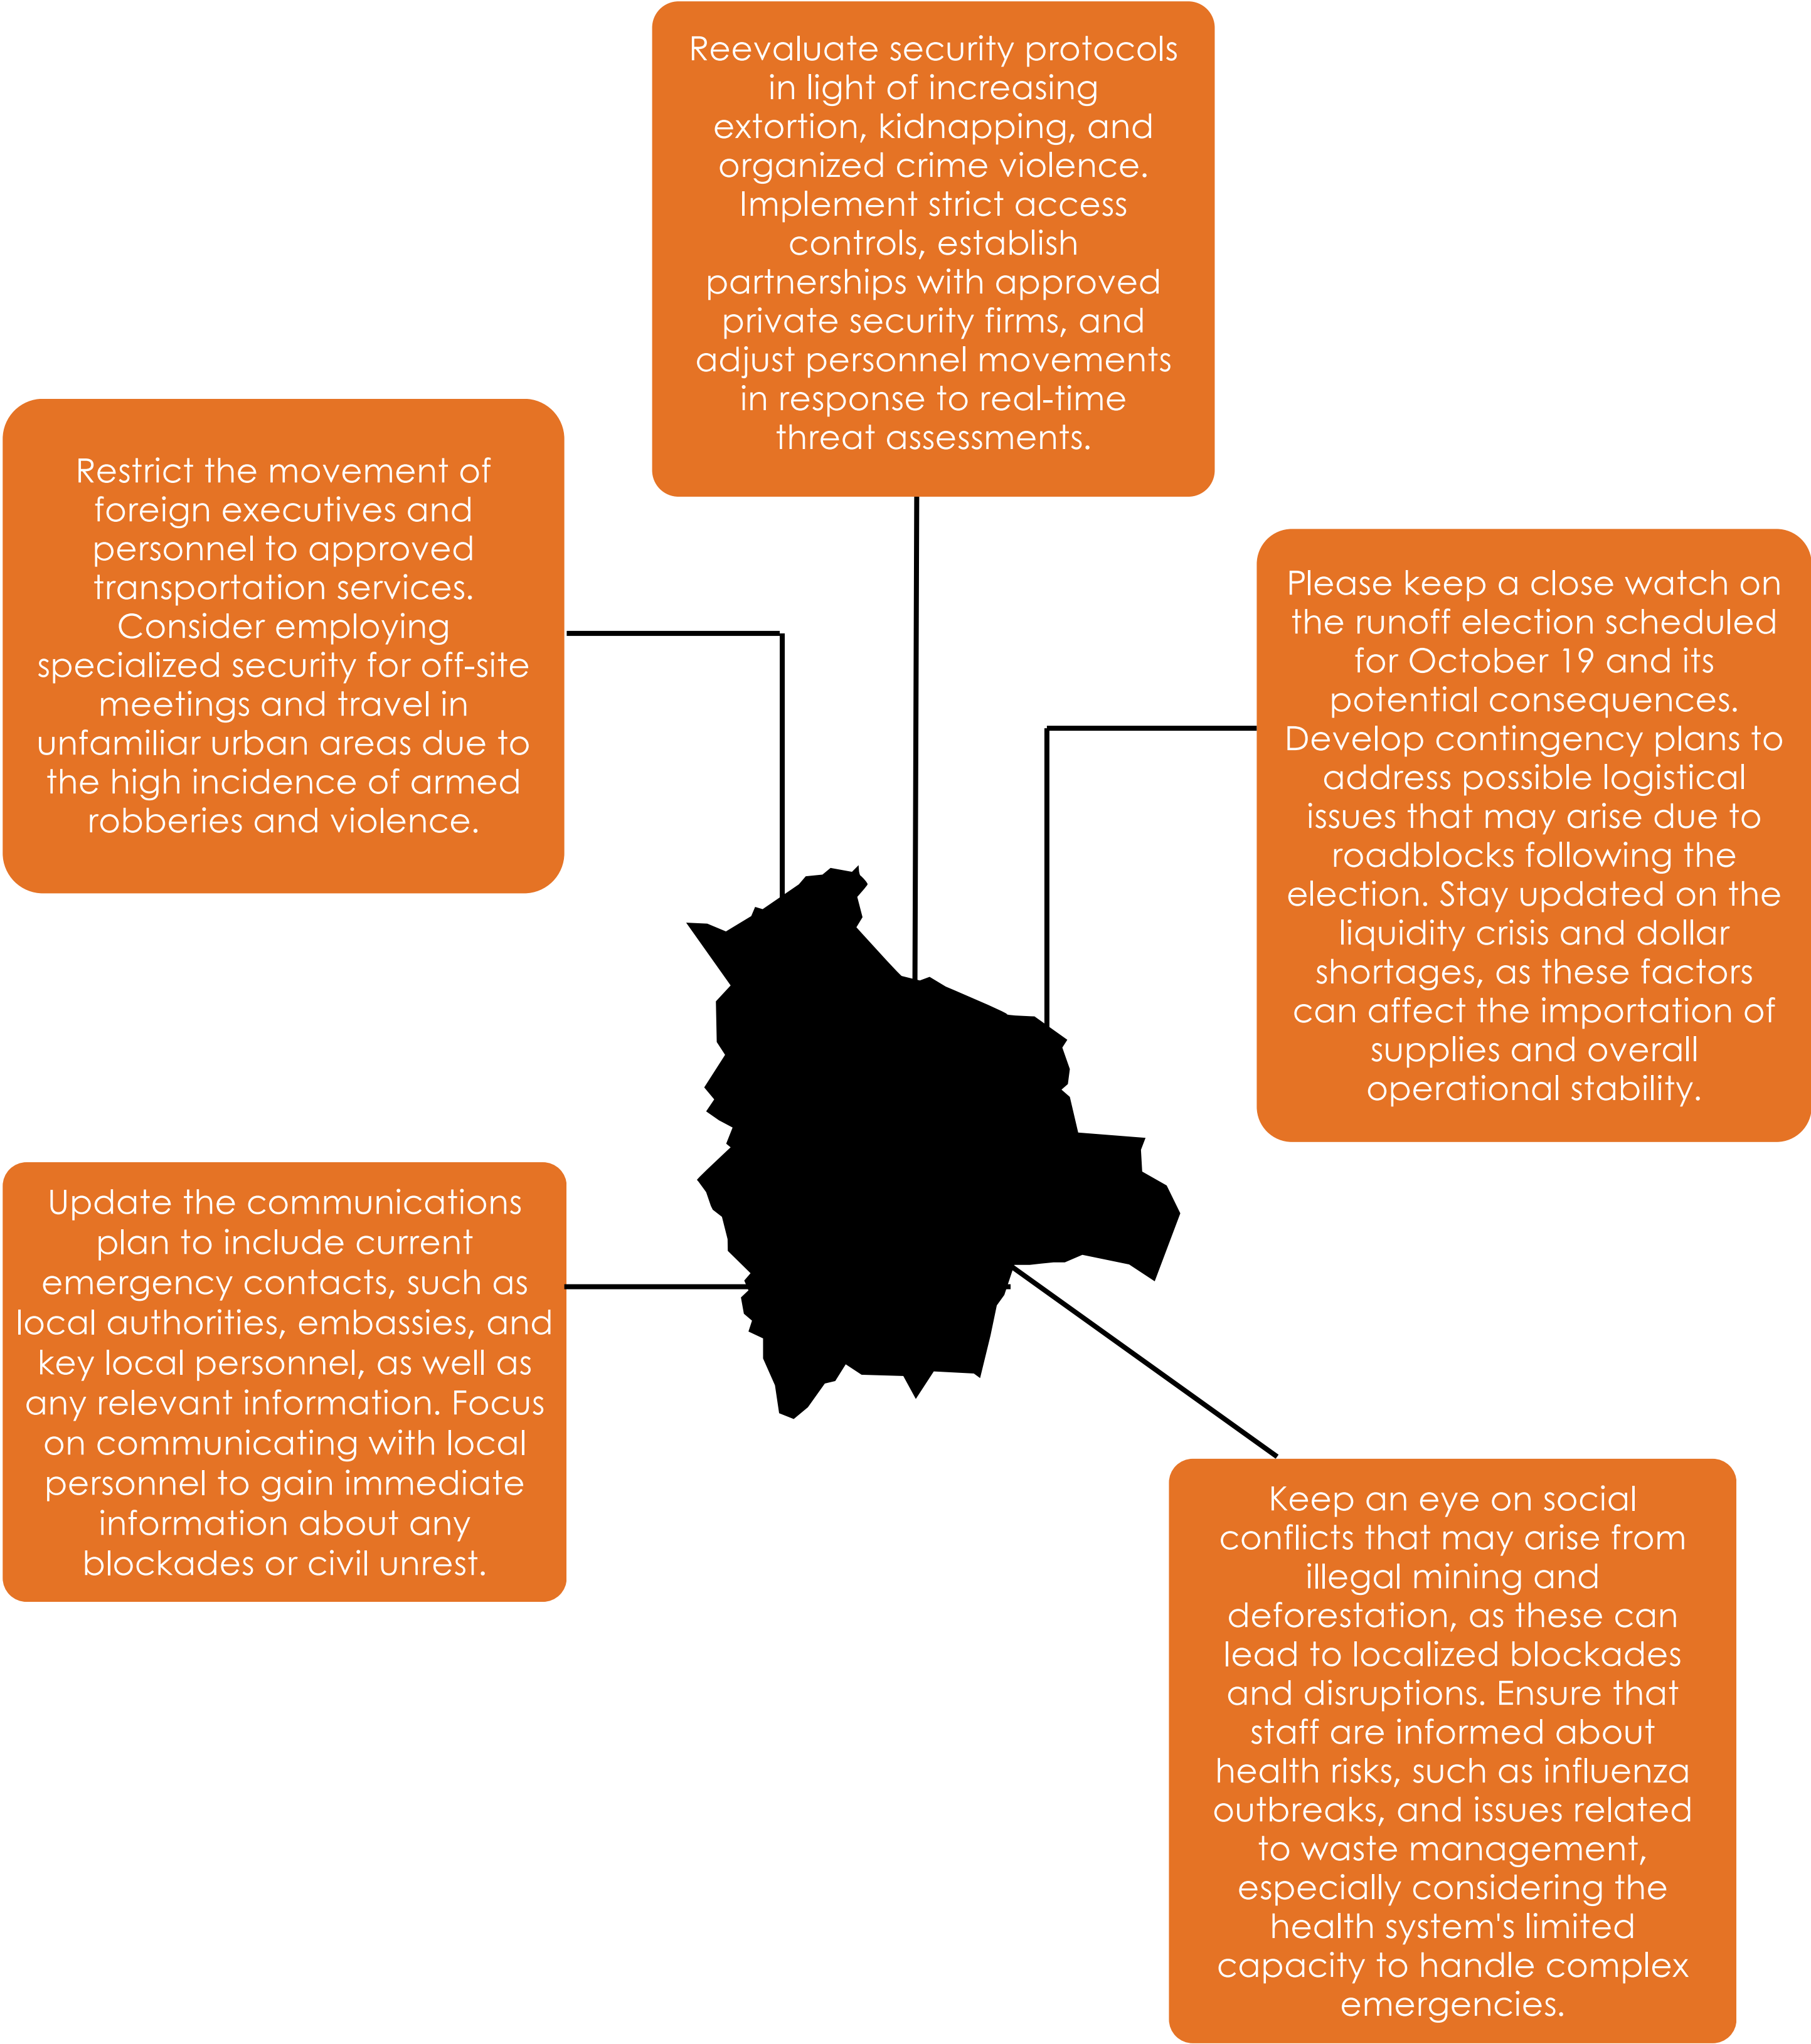 Reevaluate security protocols
in light of increasing
extortion, kidnapping, and
organized crime violence.
Implement strict access
controls, establish
partnerships with approved
private security firms, and
adjust personnel movements
in response to real-time
threat assessments.
Restrict the movement of
foreign executives and
personnel to approved
transportation services.
Consider employing
specialized security for off-site
meetings and travel in
unfamiliar urban areas due to
the high incidence of armed
robberies and violence.
Please keep a close watch on
the runoff election scheduled
for October 19 and its
potential consequences.
Develop contingency plans to
address possible logistical
issues that may arise due to
roadblocks following the
election. Stay updated on the
liquidity crisis and dollar
shortages, as these factors
can affect the importation of
supplies and overall
operational stability.
Update the communications
plan to include current
emergency contacts, such as
local authorities, embassies, and
key local personnel, as well as
any relevant information. Focus
on communicating with local
personnel to gain immediate
information about any
blockades or civil unrest.
Keep an eye on social
conflicts that may arise from
illegal mining and
deforestation, as these can
lead to localized blockades
and disruptions. Ensure that
staff are informed about
health risks, such as influenza
outbreaks, and issues related
to waste management,
especially considering the
health system's limited
capacity to handle complex
emergencies.